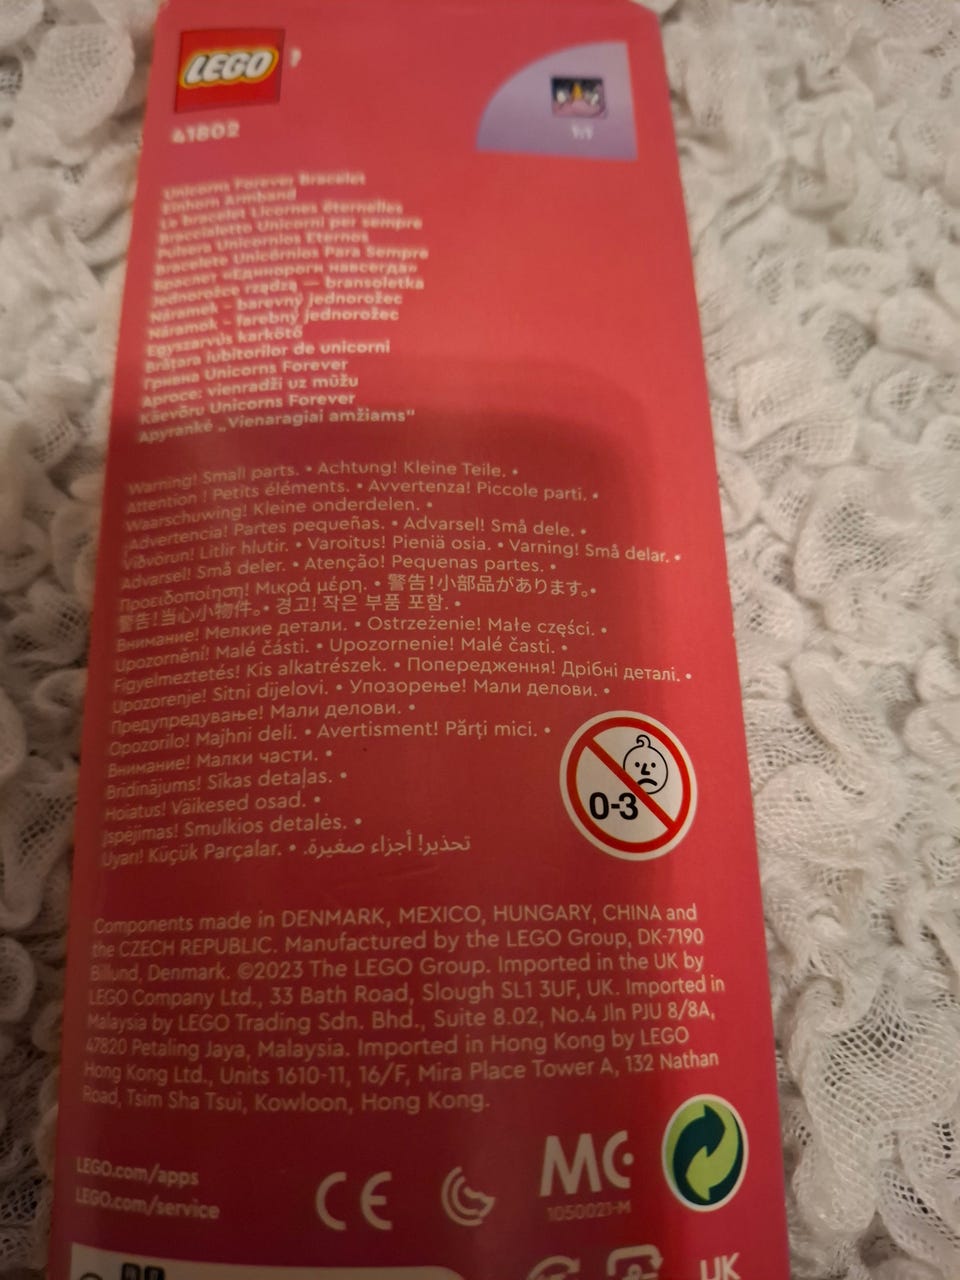 LEGO
41802
1:1
Unicorns Forever Bracelet
Einhorn Armband
Le bracelet Licornes éternelles
Braccialetto Unicorni per sempre
Pulsera Unicornios Eternos
Bracelete Unicórnios Para Sempre
Браслет «Единороги навсегда»
Jednorożce rządzą — bransoletka
Náramek - barevný jednorožec
Náramok - farebný jednorožec
Egyszarvús karkötő
Brățara iubitorilor de unicorni
Гривна Unicorns Forever
Aproce: vienradži uz mūžu
Käevõru Unicorns Forever
Apyrankė „Vienaragiai amžiams“
Warning! Small parts. • Achtung! Kleine Teile. •
Attention ! Petits éléments. • Avvertenza! Piccole parti. •
Waarschuwing! Kleine onderdelen. •
¡Advertencia! Partes pequeñas. • Advarsel! Små dele. •
Viðvörun! Litlir hlutir. • Varoitus! Pieniä osia. • Varning! Små delar. •
Advarsel! Små deler. • Atenção! Pequenas partes. •
Προειδοποίηση! Μικρά μέρη. • 警告!小部品があります。•
警告!当心小物件。• 경고! 작은 부품 포함. •
Внимание! Мелкие детали. • Ostrzeżenie! Małe części. •
Upozornění! Malé části. • Upozornenie! Malé časti. •
Figyelmeztetés! Kis alkatrészek. • Попередження! Дрібні деталі. •
Upozorenje! Sitni dijelovi. • Упозорење! Мали делови. •
Предупредување! Мали делови. •
Opozorilo! Majhni deli. • Avertisment! Părți mici. •
Внимание! Малки части. •
Brīdinājums! Sīkas detaļas. •
Hoiatus! Väikesed osad. •
Įspėjimas! Smulkios detalės. •
Uyarı! Küçük Parçalar. • تحذير! أجزاء صغيرة.
0-3
Components made in DENMARK, MEXICO, HUNGARY, CHINA and
the CZECH REPUBLIC. Manufactured by the LEGO Group, DK-7190
Billund, Denmark. ©2023 The LEGO Group. Imported in the UK by
LEGO Company Ltd., 33 Bath Road, Slough SL1 3UF, UK. Imported in
Malaysia by LEGO Trading Sdn. Bhd., Suite 8.02, No.4 Jln PJU 8/8A,
47820 Petaling Jaya, Malaysia. Imported in Hong Kong by LEGO
Hong Kong Ltd., Units 1610-11, 16/F, Mira Place Tower A, 132 Nathan
Road, Tsim Sha Tsui, Kowloon, Hong Kong.
LEGO.com/apps
LEGO.com/service
CE
MC
1050021-M
UK